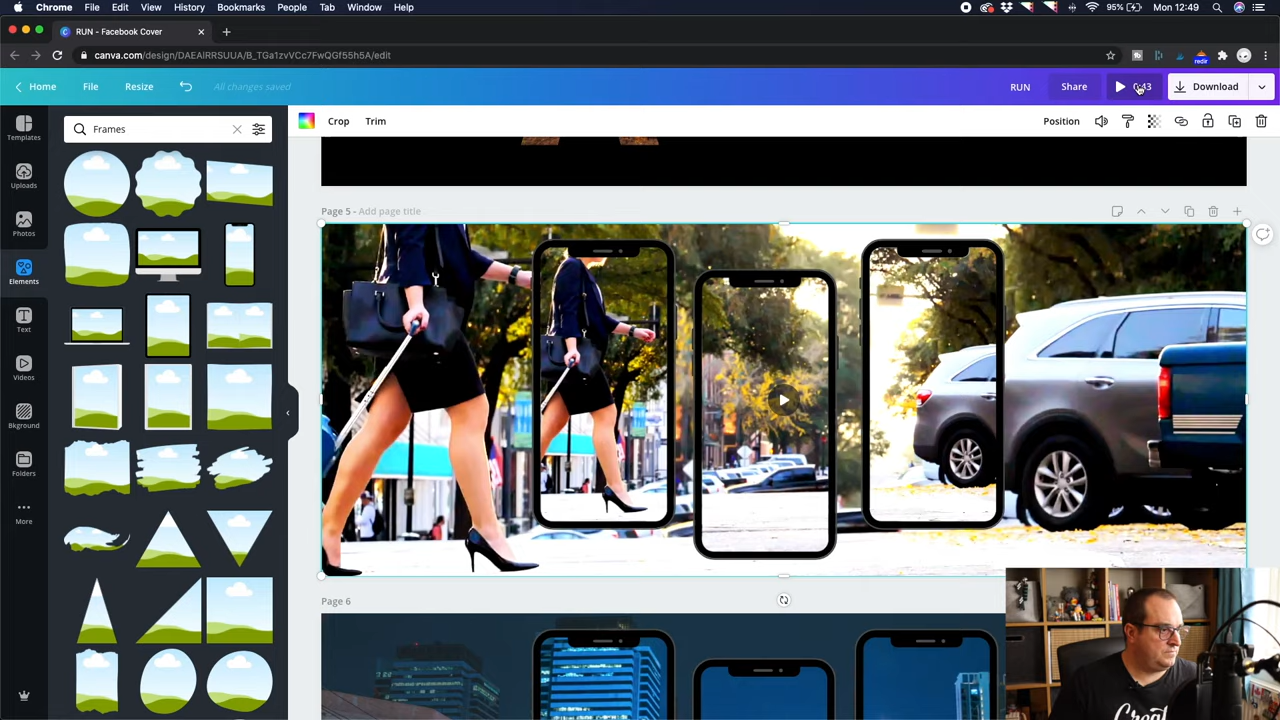 Chrome File Edit View History Bookmarks People Tab Window Help
95% Mon 12:49
RUN - Facebook Cover
canva.com/design/DAEAlRRSUUA/B_TGa1zvVCc7FwQGf55h5A/edit
redir
Home File Resize All changes saved RUN Share Download
Templates
Uploads
Photos
Elements
Text
Videos
Bkground
Folders
More
Frames
Crop Trim Position
Page 5 - Add page title
Page 6